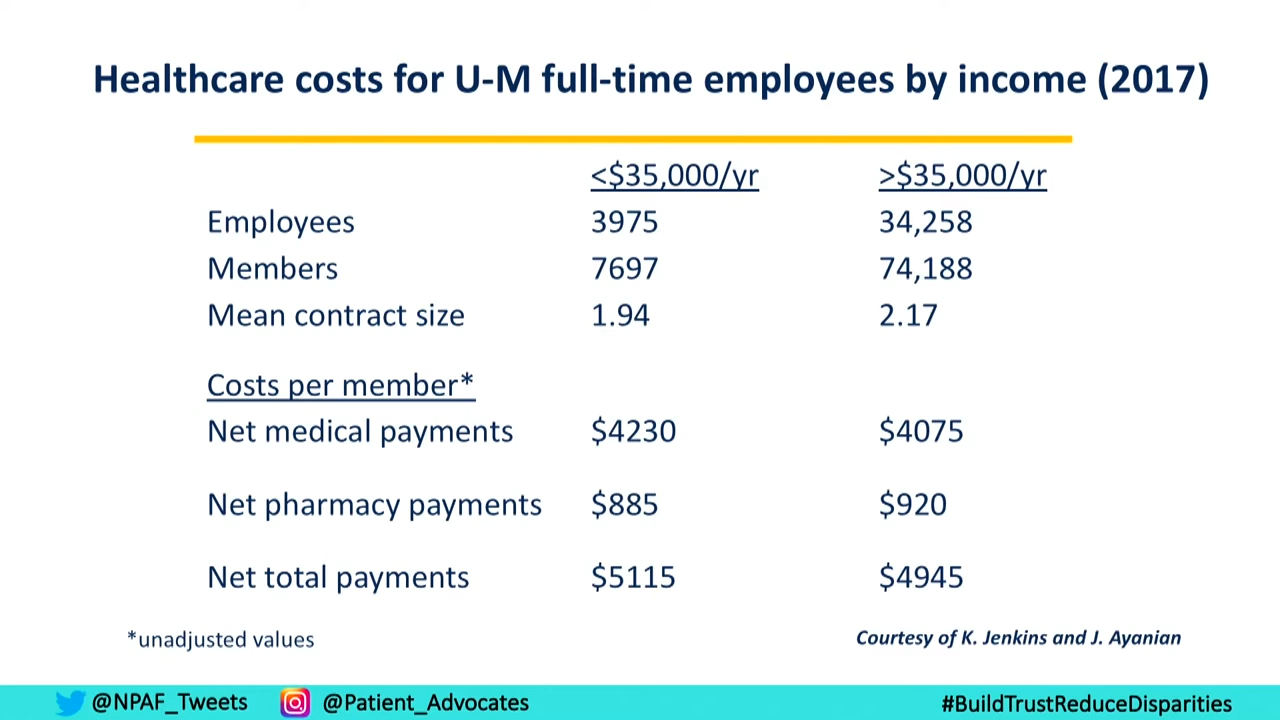 Healthcare costs for U-M full-time employees by income (2017)
<$35,000/yr >$35,000/yr
Employees 3975 34,258
Members 7697 74,188
Mean contract size 1.94 2.17
Costs per member*
Net medical payments $4230 $4075
Net pharmacy payments $885 $920
Net total payments $5115 $4945
*unadjusted values Courtesy of K. Jenkins and J. Ayanian
@NPAF_Tweets @Patient_Advocates #BuildTrustReduceDisparities